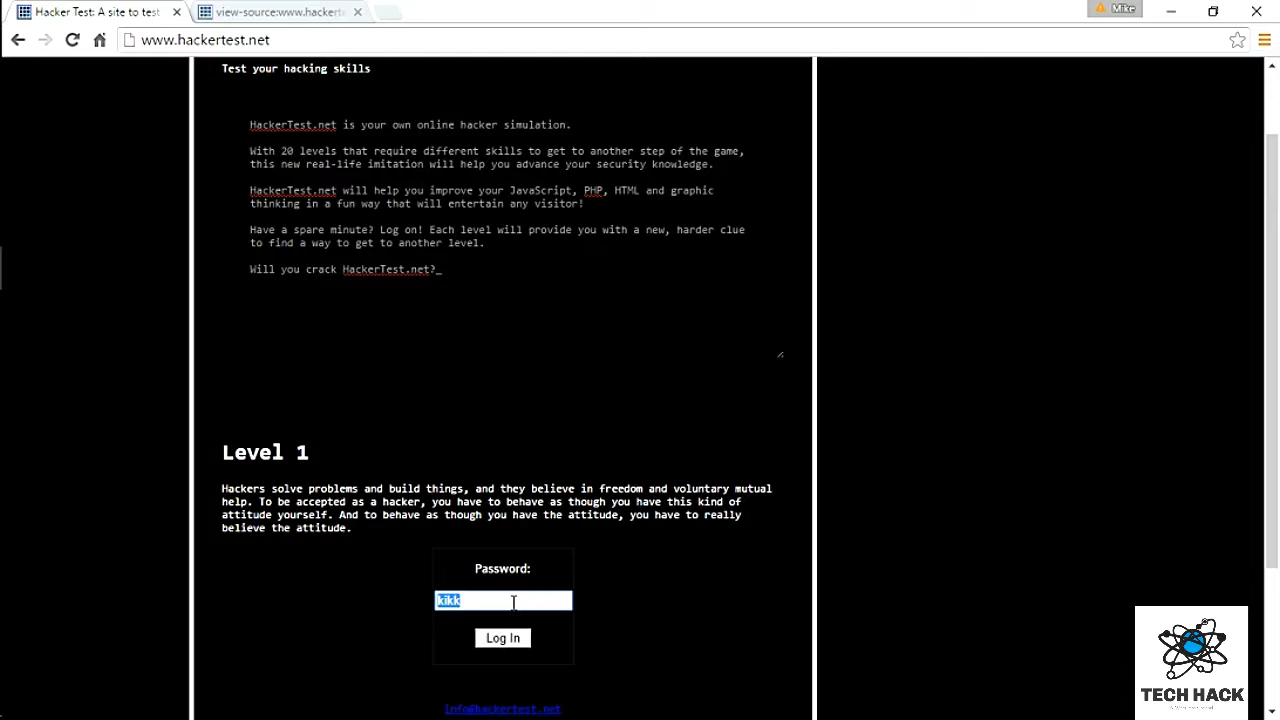 Hacker Test: A site to test
view-source:www.hackerte
Mike
www.hackertest.net
Test your hacking skills
HackerTest.net is your own online hacker simulation.
With 20 levels that require different skills to get to another step of the game,
this new real-life imitation will help you advance your security knowledge.
HackerTest.net will help you improve your JavaScript, PHP, HTML and graphic
thinking in a fun way that will entertain any visitor!
Have a spare minute? Log on! Each level will provide you with a new, harder clue
to find a way to get to another level.
Will you crack HackerTest.net?_
Level 1
Hackers solve problems and build things, and they believe in freedom and voluntary mutual
help. To be accepted as a hacker, you have to behave as though you have this kind of
attitude yourself. And to behave as though you have the attitude, you have to really
believe the attitude.
Password:
kikk
Log In
info@hackertest.net
TECH HACK